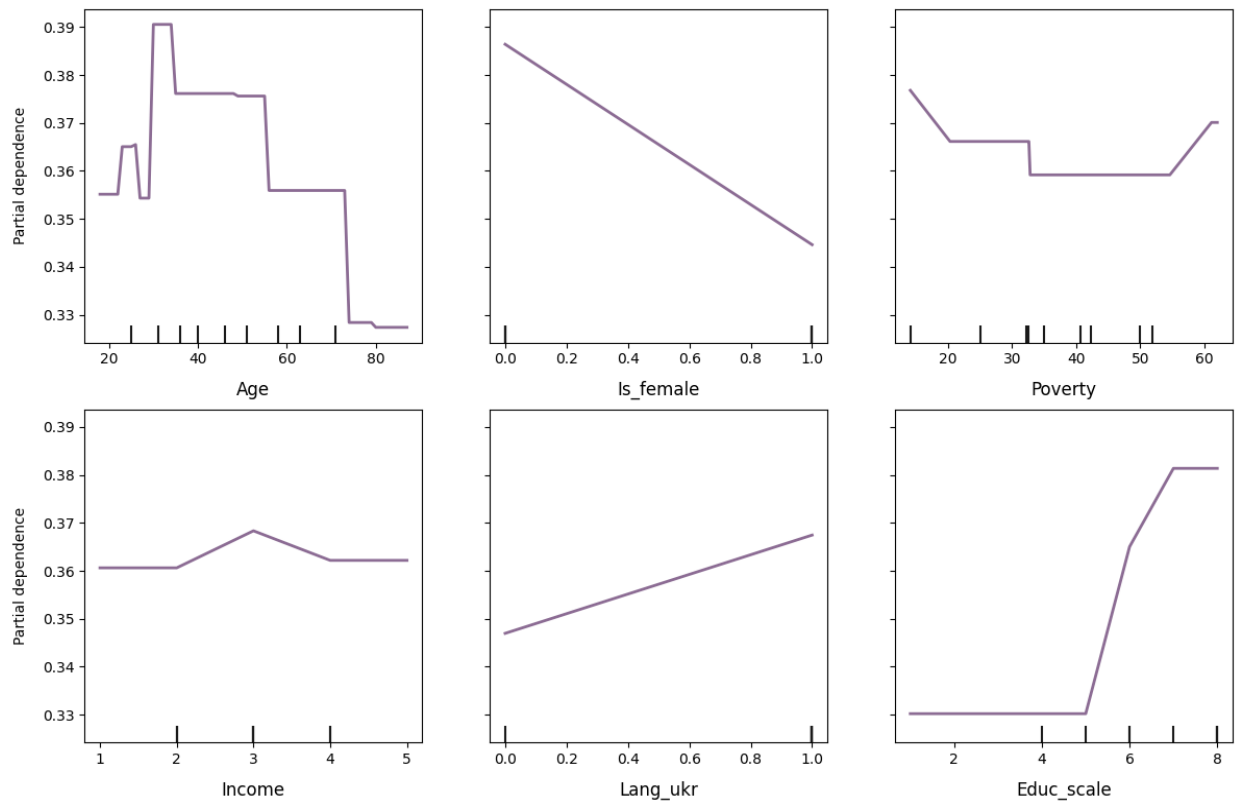 0.39
0.38
0.37
0.36
0.35
0.34
0.33
Partial dependence
20 40 60 80
Age
0.0 0.2 0.4 0.6 0.8 1.0
Is_female
20 30 40 50 60
Poverty
0.39
0.38
0.37
0.36
0.35
0.34
0.33
Partial dependence
1 2 3 4 5
Income
0.0 0.2 0.4 0.6 0.8 1.0
Lang_ukr
2 4 6 8
Educ_scale